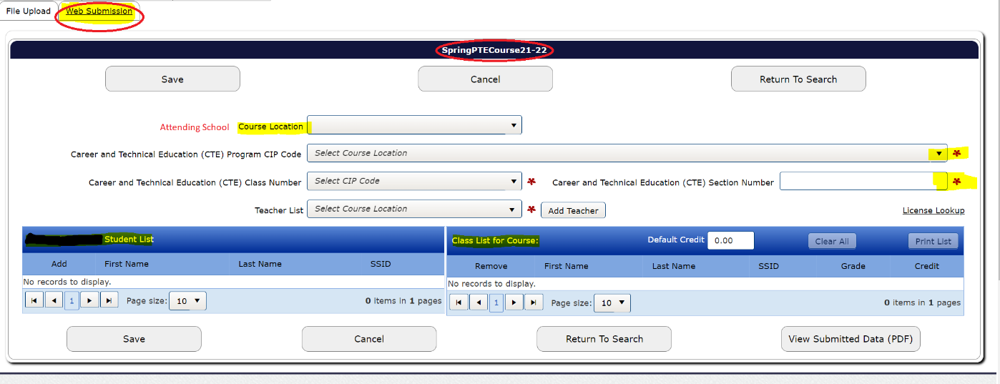 File Upload Web Submission
SpringPTECourse21-22
Save Cancel Return To Search
Attending School Course Location
Career and Technical Education (CTE) Program CIP Code Select Course Location *
Career and Technical Education (CTE) Class Number Select CIP Code * Career and Technical Education (CTE) Section Number *
Teacher List Select Course Location * Add Teacher License Lookup
Student List Class List for Course: Default Credit 0.00 Clear All Print List
Add First Name Last Name SSID Remove First Name Last Name SSID Grade Credit
No records to display. No records to display.
1 Page size: 10 0 items in 1 pages 1 Page size: 10 0 items in 1 pages
Save Cancel Return To Search View Submitted Data (PDF)